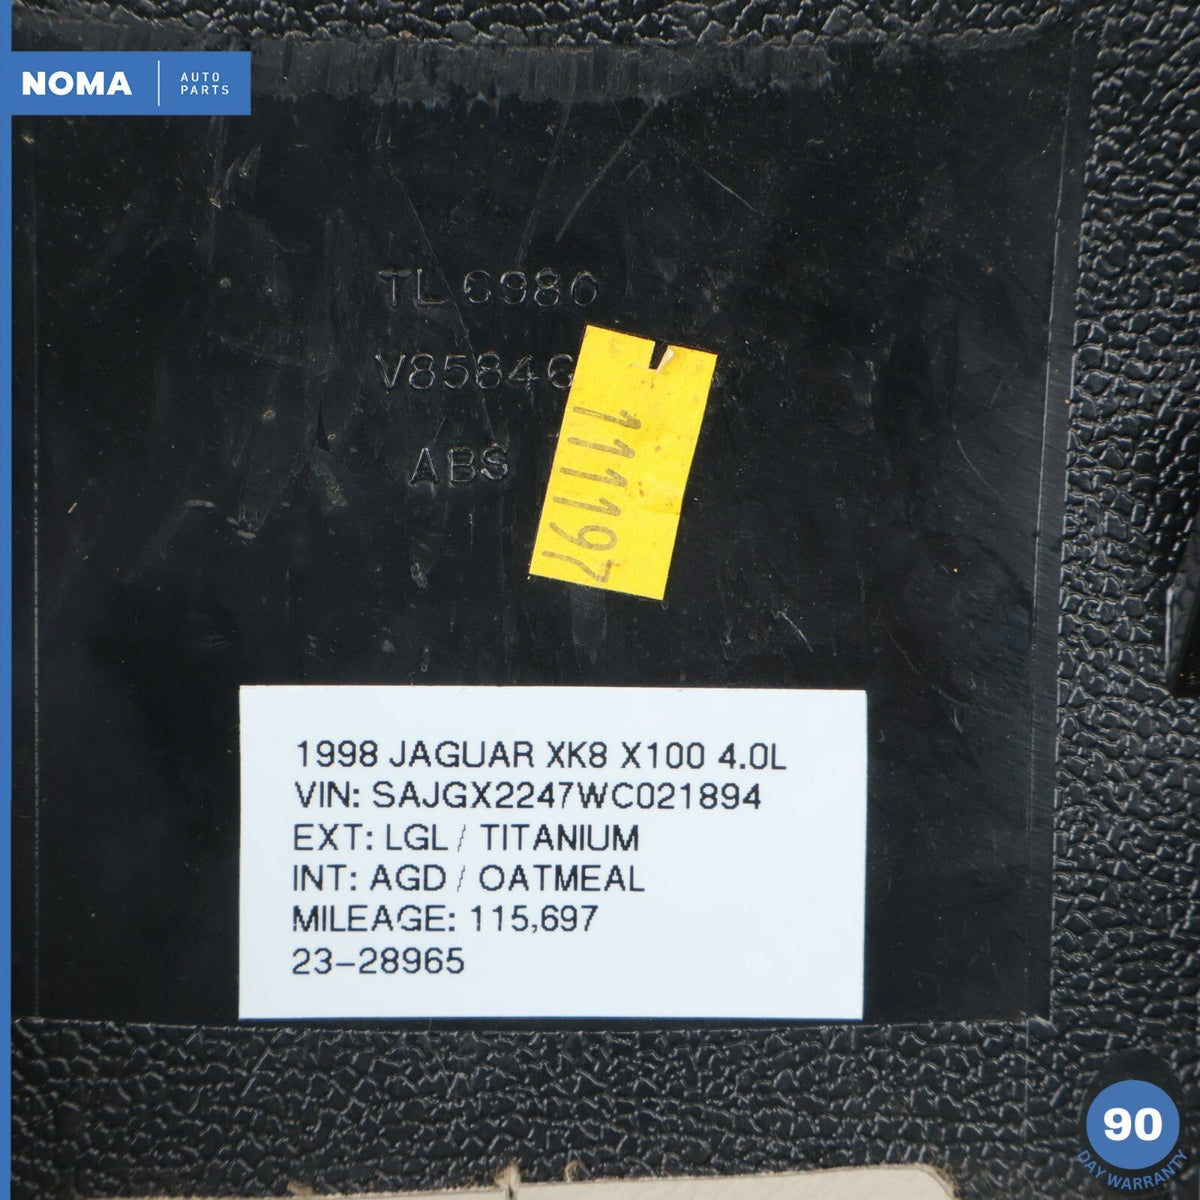 NOMA
AUTO
PARTS
TL 6980
V85846
ABS
111197
1998 JAGUAR XK8 X100 4.0L
VIN: SAJGX2247WC021894
EXT: LGL / TITANIUM
INT: AGD / OATMEAL
MILEAGE: 115,697
23-28965
90
DAY WARRANTY